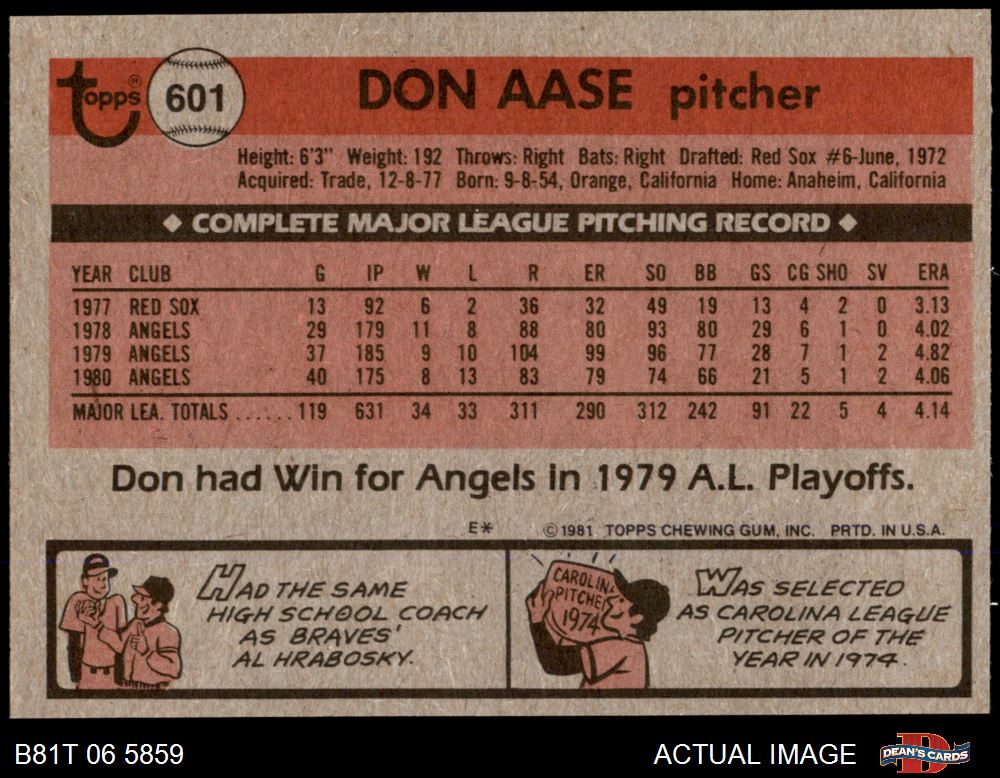 Topps® 601 DON AASE pitcher
Height: 6'3" Weight: 192 Throws: Right Bats: Right Drafted: Red Sox #6-June, 1972
Acquired: Trade, 12-8-77 Born: 9-8-54, Orange, California Home: Anaheim, California
◆ COMPLETE MAJOR LEAGUE PITCHING RECORD ◆
YEAR CLUB G IP W L R ER SO BB GS CG SHO SV ERA
1977 RED SOX 13 92 6 2 36 32 49 19 13 4 2 0 3.13
1978 ANGELS 29 179 11 8 88 80 93 80 29 6 1 0 4.02
1979 ANGELS 37 185 9 10 104 99 96 77 28 7 1 2 4.82
1980 ANGELS 40 175 8 13 83 79 74 66 21 5 1 2 4.06
MAJOR LEA. TOTALS ...... 119 631 34 33 311 290 312 242 91 22 5 4 4.14
Don had Win for Angels in 1979 A.L. Playoffs.
E* © 1981 TOPPS CHEWING GUM, INC. PRTD. IN U.S.A.
HAD THE SAME
HIGH SCHOOL COACH
AS BRAVES'
AL HRABOSKY.
CAROLINA
PITCHER
1974
WAS SELECTED
AS CAROLINA LEAGUE
PITCHER OF THE
YEAR IN 1974.
B81T 06 5859 ACTUAL IMAGE DEAN'S CARDS